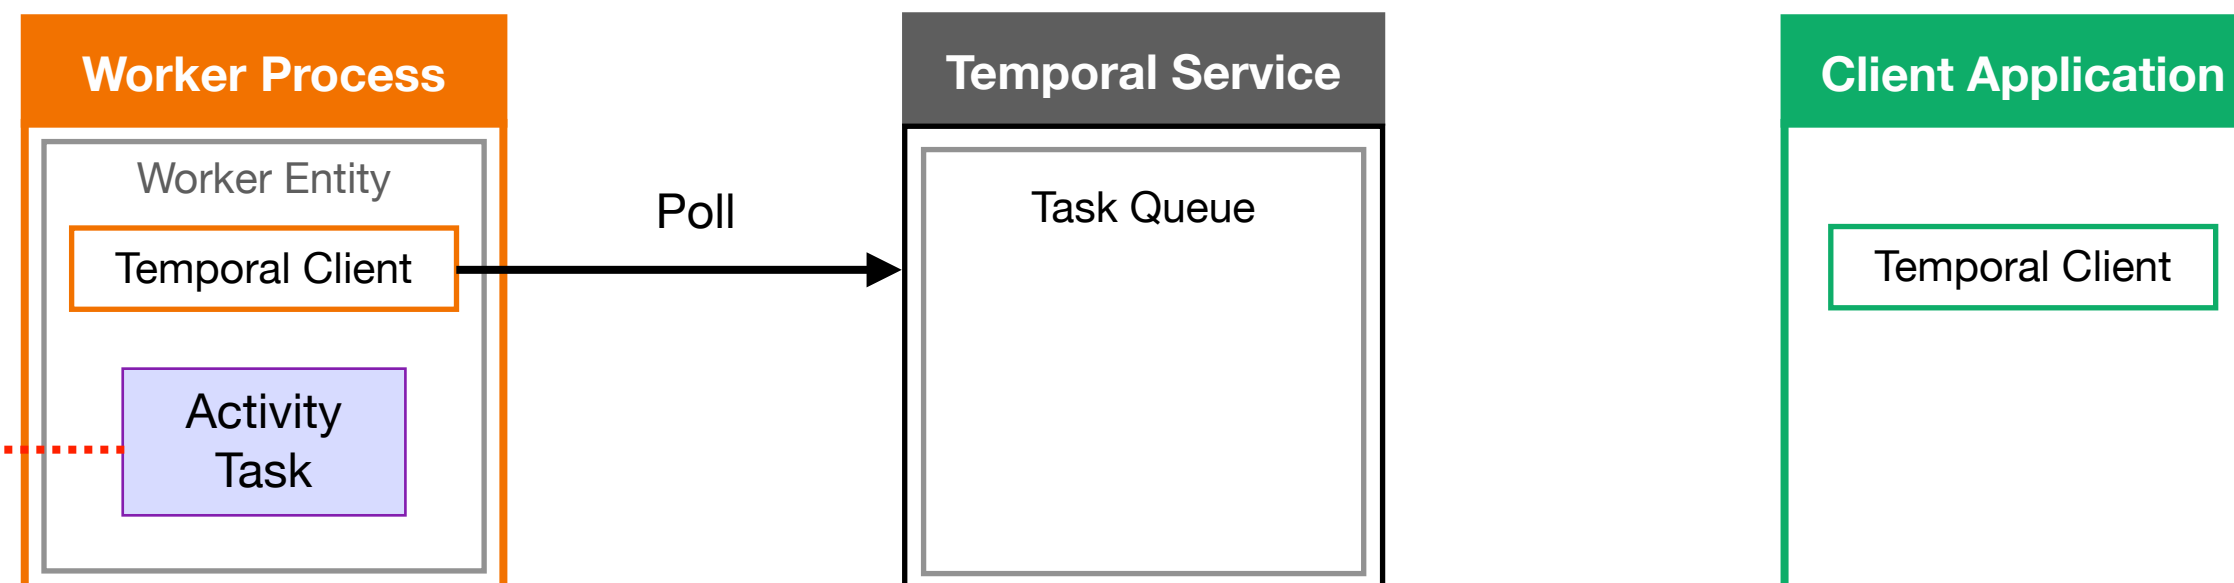 Worker Process
Worker Entity
Temporal Client
Activity
Task
Poll
Temporal Service
Task Queue
Client Application
Temporal Client